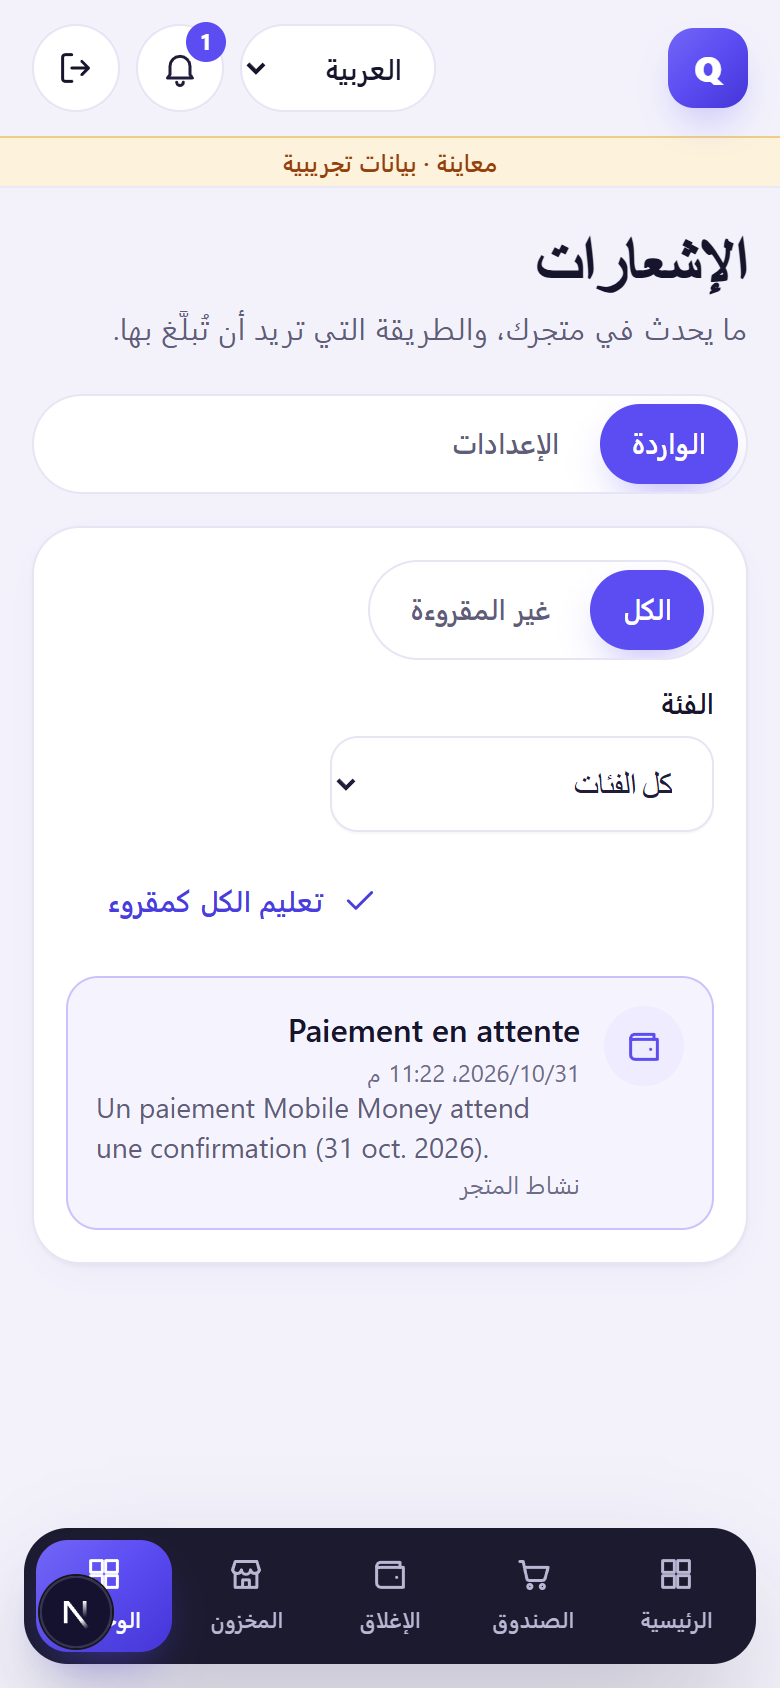 Q
العربية
1
معاينة · بيانات تجريبية
الإشعارات
ما يحدث في متجرك، والطريقة التي تريد أن تُبلَّغ بها.
الواردة
الإعدادات
الكل
غير المقروءة
الفئة
كل الفئات
تعليم الكل كمقروء
Paiement en attente
2026/10/31، 11:22 م
Un paiement Mobile Money attend
une confirmation (31 oct. 2026).
نشاط المتجر
الرئيسية
الصندوق
الإغلاق
المخزون
N